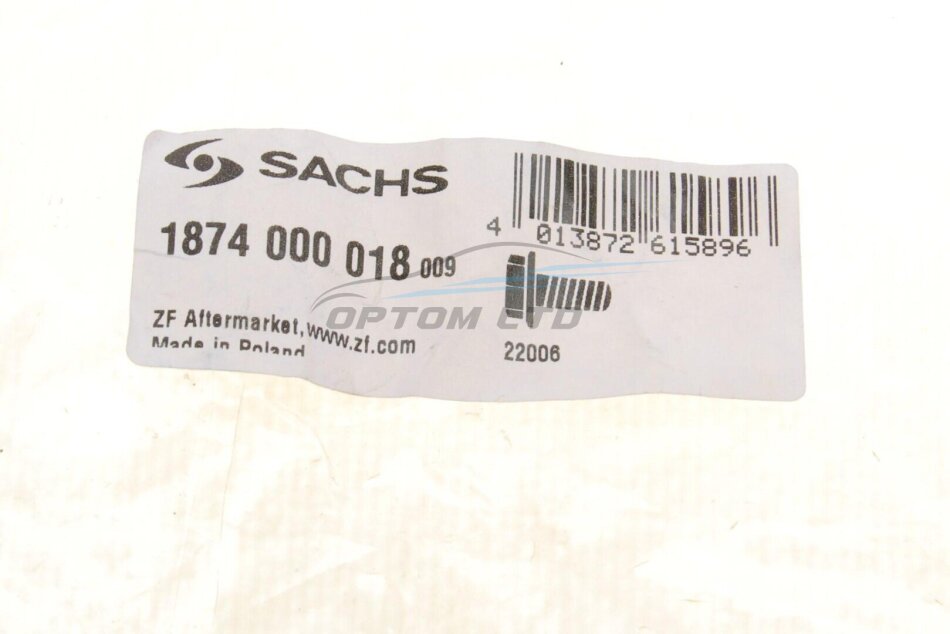 SACHS
1874 000 018 009
ZF Aftermarket, www.zf.com
Made in Poland
4 013872 615896
22006
OPTOM LTD